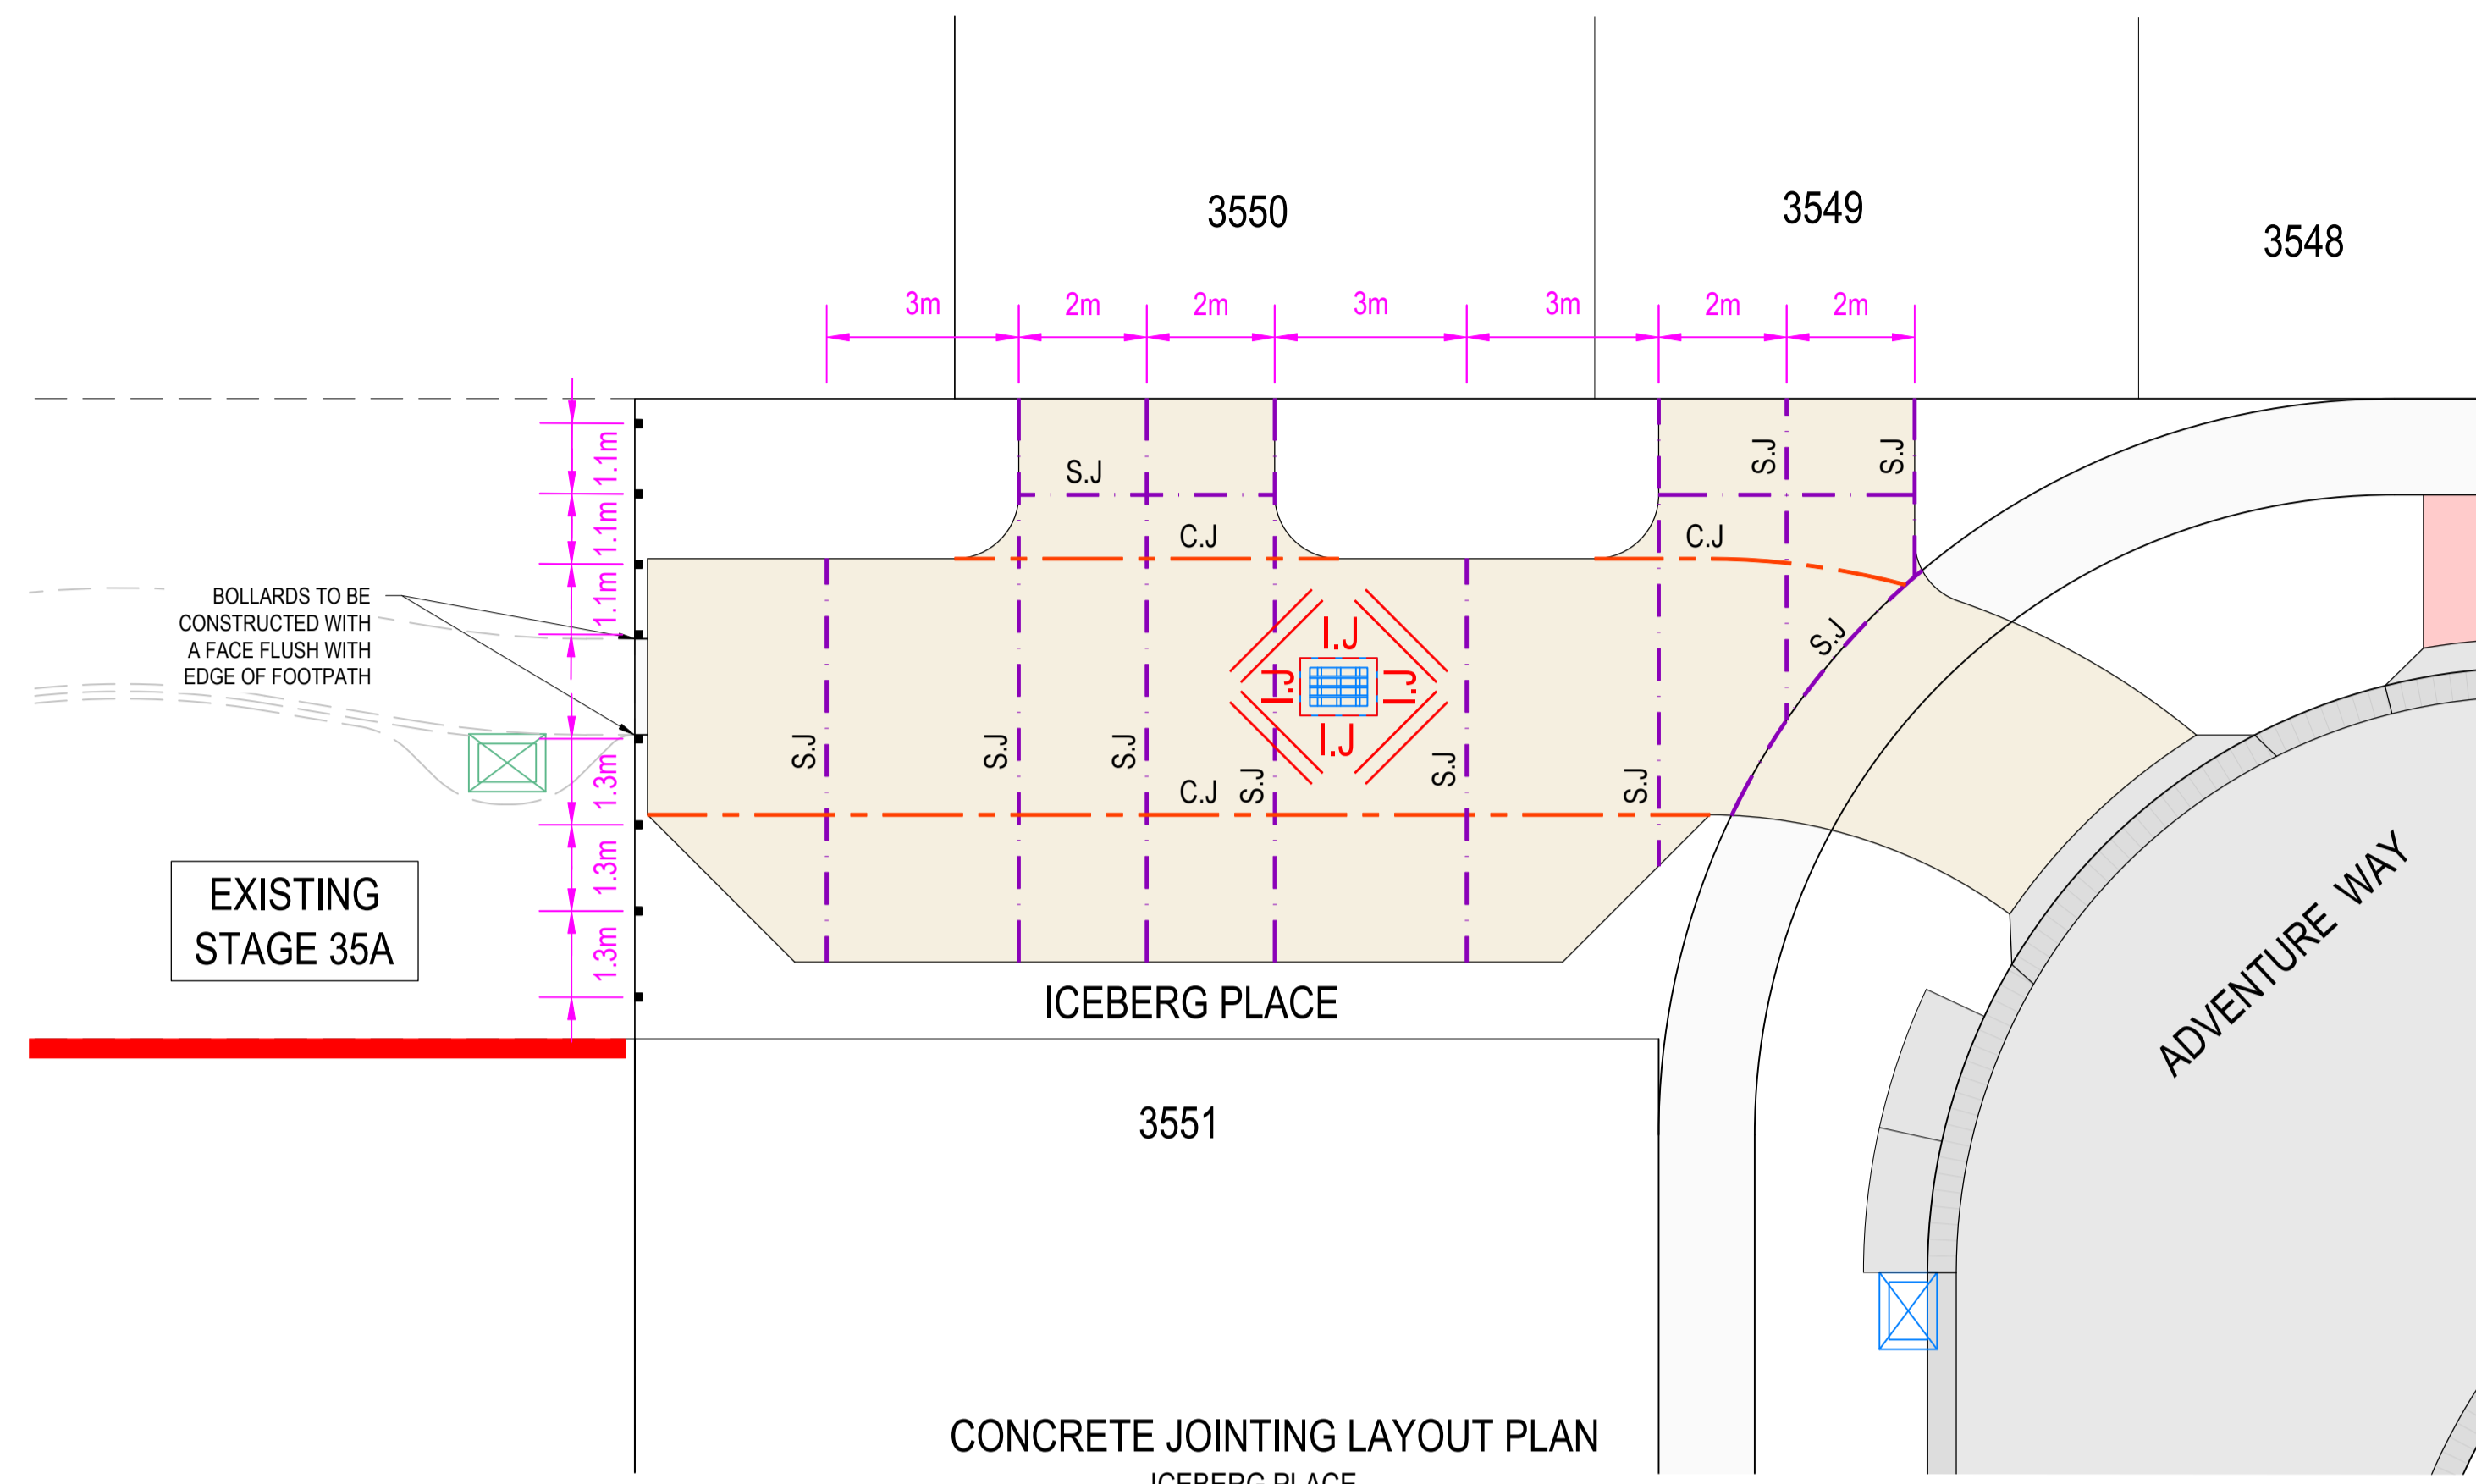 3550
3549
3548
3m
2m
2m
3m
3m
2m
2m
1.1m
1.1m
1.1m
1.3m
1.3m
1.3m
S.J
S.J
S.J
C.J
C.J
BOLLARDS TO BE
CONSTRUCTED WITH
A FACE FLUSH WITH
EDGE OF FOOTPATH
I.J
I.J
I.J
I.J
S.J
S.J
S.J
S.J
S.J
S.J
S.J
C.J
EXISTING
STAGE 35A
ADVENTURE WAY
ICEBERG PLACE
3551
CONCRETE JOINTING LAYOUT PLAN
ICEBERG PLACE